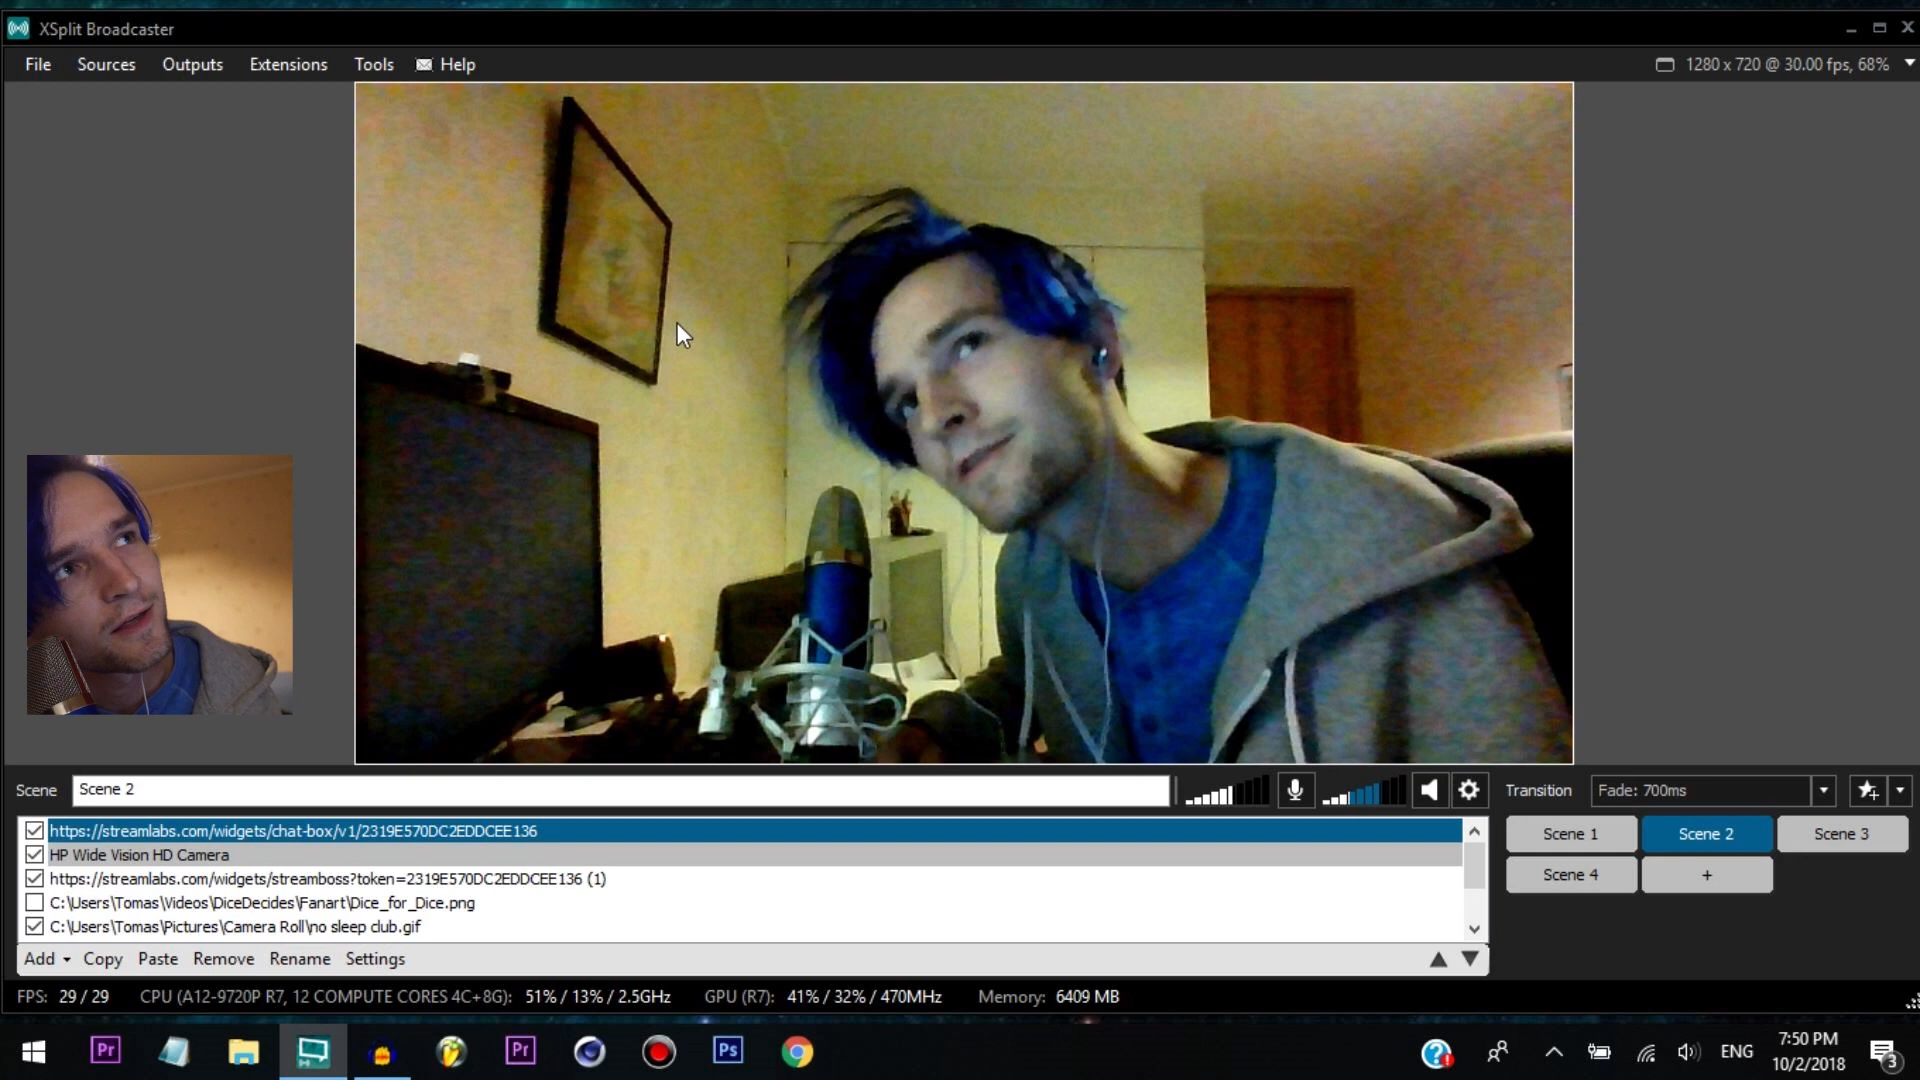 XSplit Broadcaster
File Sources Outputs Extensions Tools Help
1280 x 720 @ 30.00 fps, 68%
Scene Scene 2
Transition Fade: 700ms
https://streamlabs.com/widgets/chat-box/v1/2319E570DC2EDDCEE136
HP Wide Vision HD Camera
https://streamlabs.com/widgets/streamboss?token=2319E570DC2EDDCEE136 (1)
C:\Users\Tomas\Videos\DiceDecides\Fanart\Dice_for_Dice.png
C:\Users\Tomas\Pictures\Camera Roll\no sleep club.gif
Scene 1 Scene 2 Scene 3
Scene 4 +
Add Copy Paste Remove Rename Settings
FPS: 29 / 29 CPU (A12-9720P R7, 12 COMPUTE CORES 4C+8G): 51% / 13% / 2.5GHz GPU (R7): 41% / 32% / 470MHz Memory: 6409 MB
Pr Pr Ps
ENG
7:50 PM
10/2/2018
3